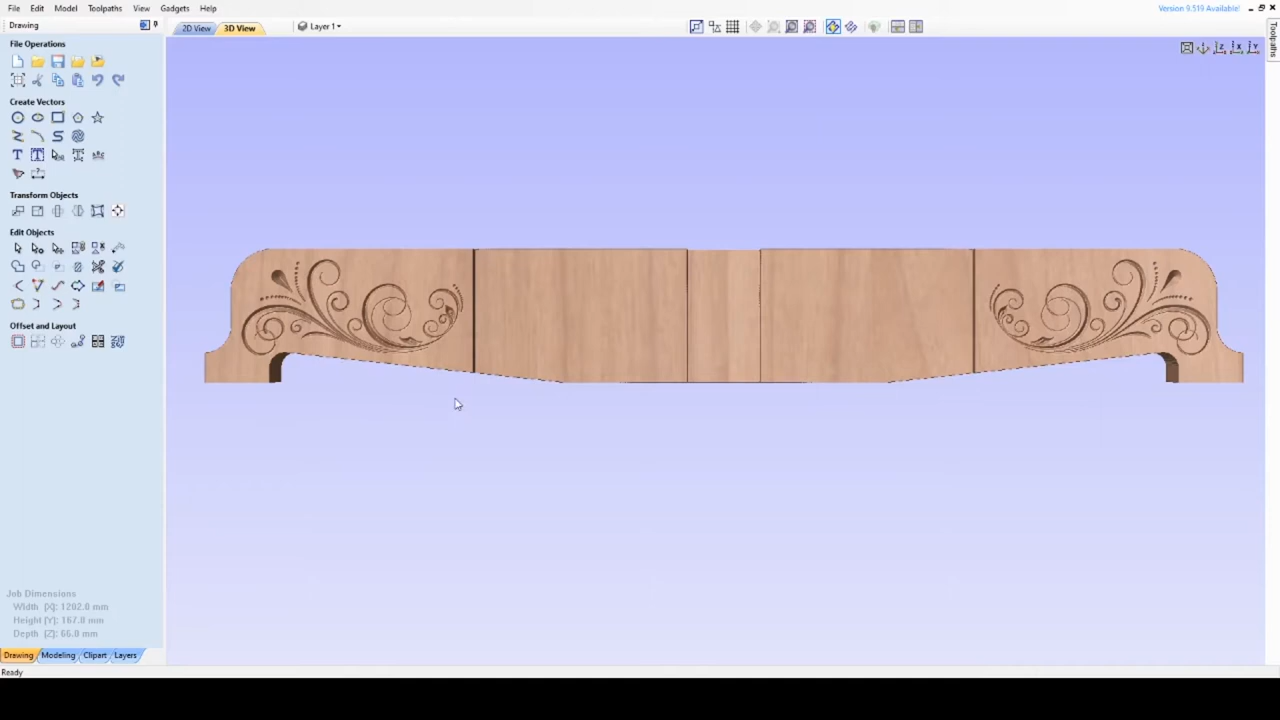 File Edit Model Toolpaths View Gadgets Help
Version 9.519 Available!
Drawing
2D View 3D View Layer 1
Toolpaths
File Operations
Create Vectors
Transform Objects
Edit Objects
Offset and Layout
Job Dimensions
Width [X]: 1202.0 mm
Height [Y]: 167.0 mm
Depth [Z]: 66.0 mm
Drawing Modeling Clipart Layers
Ready